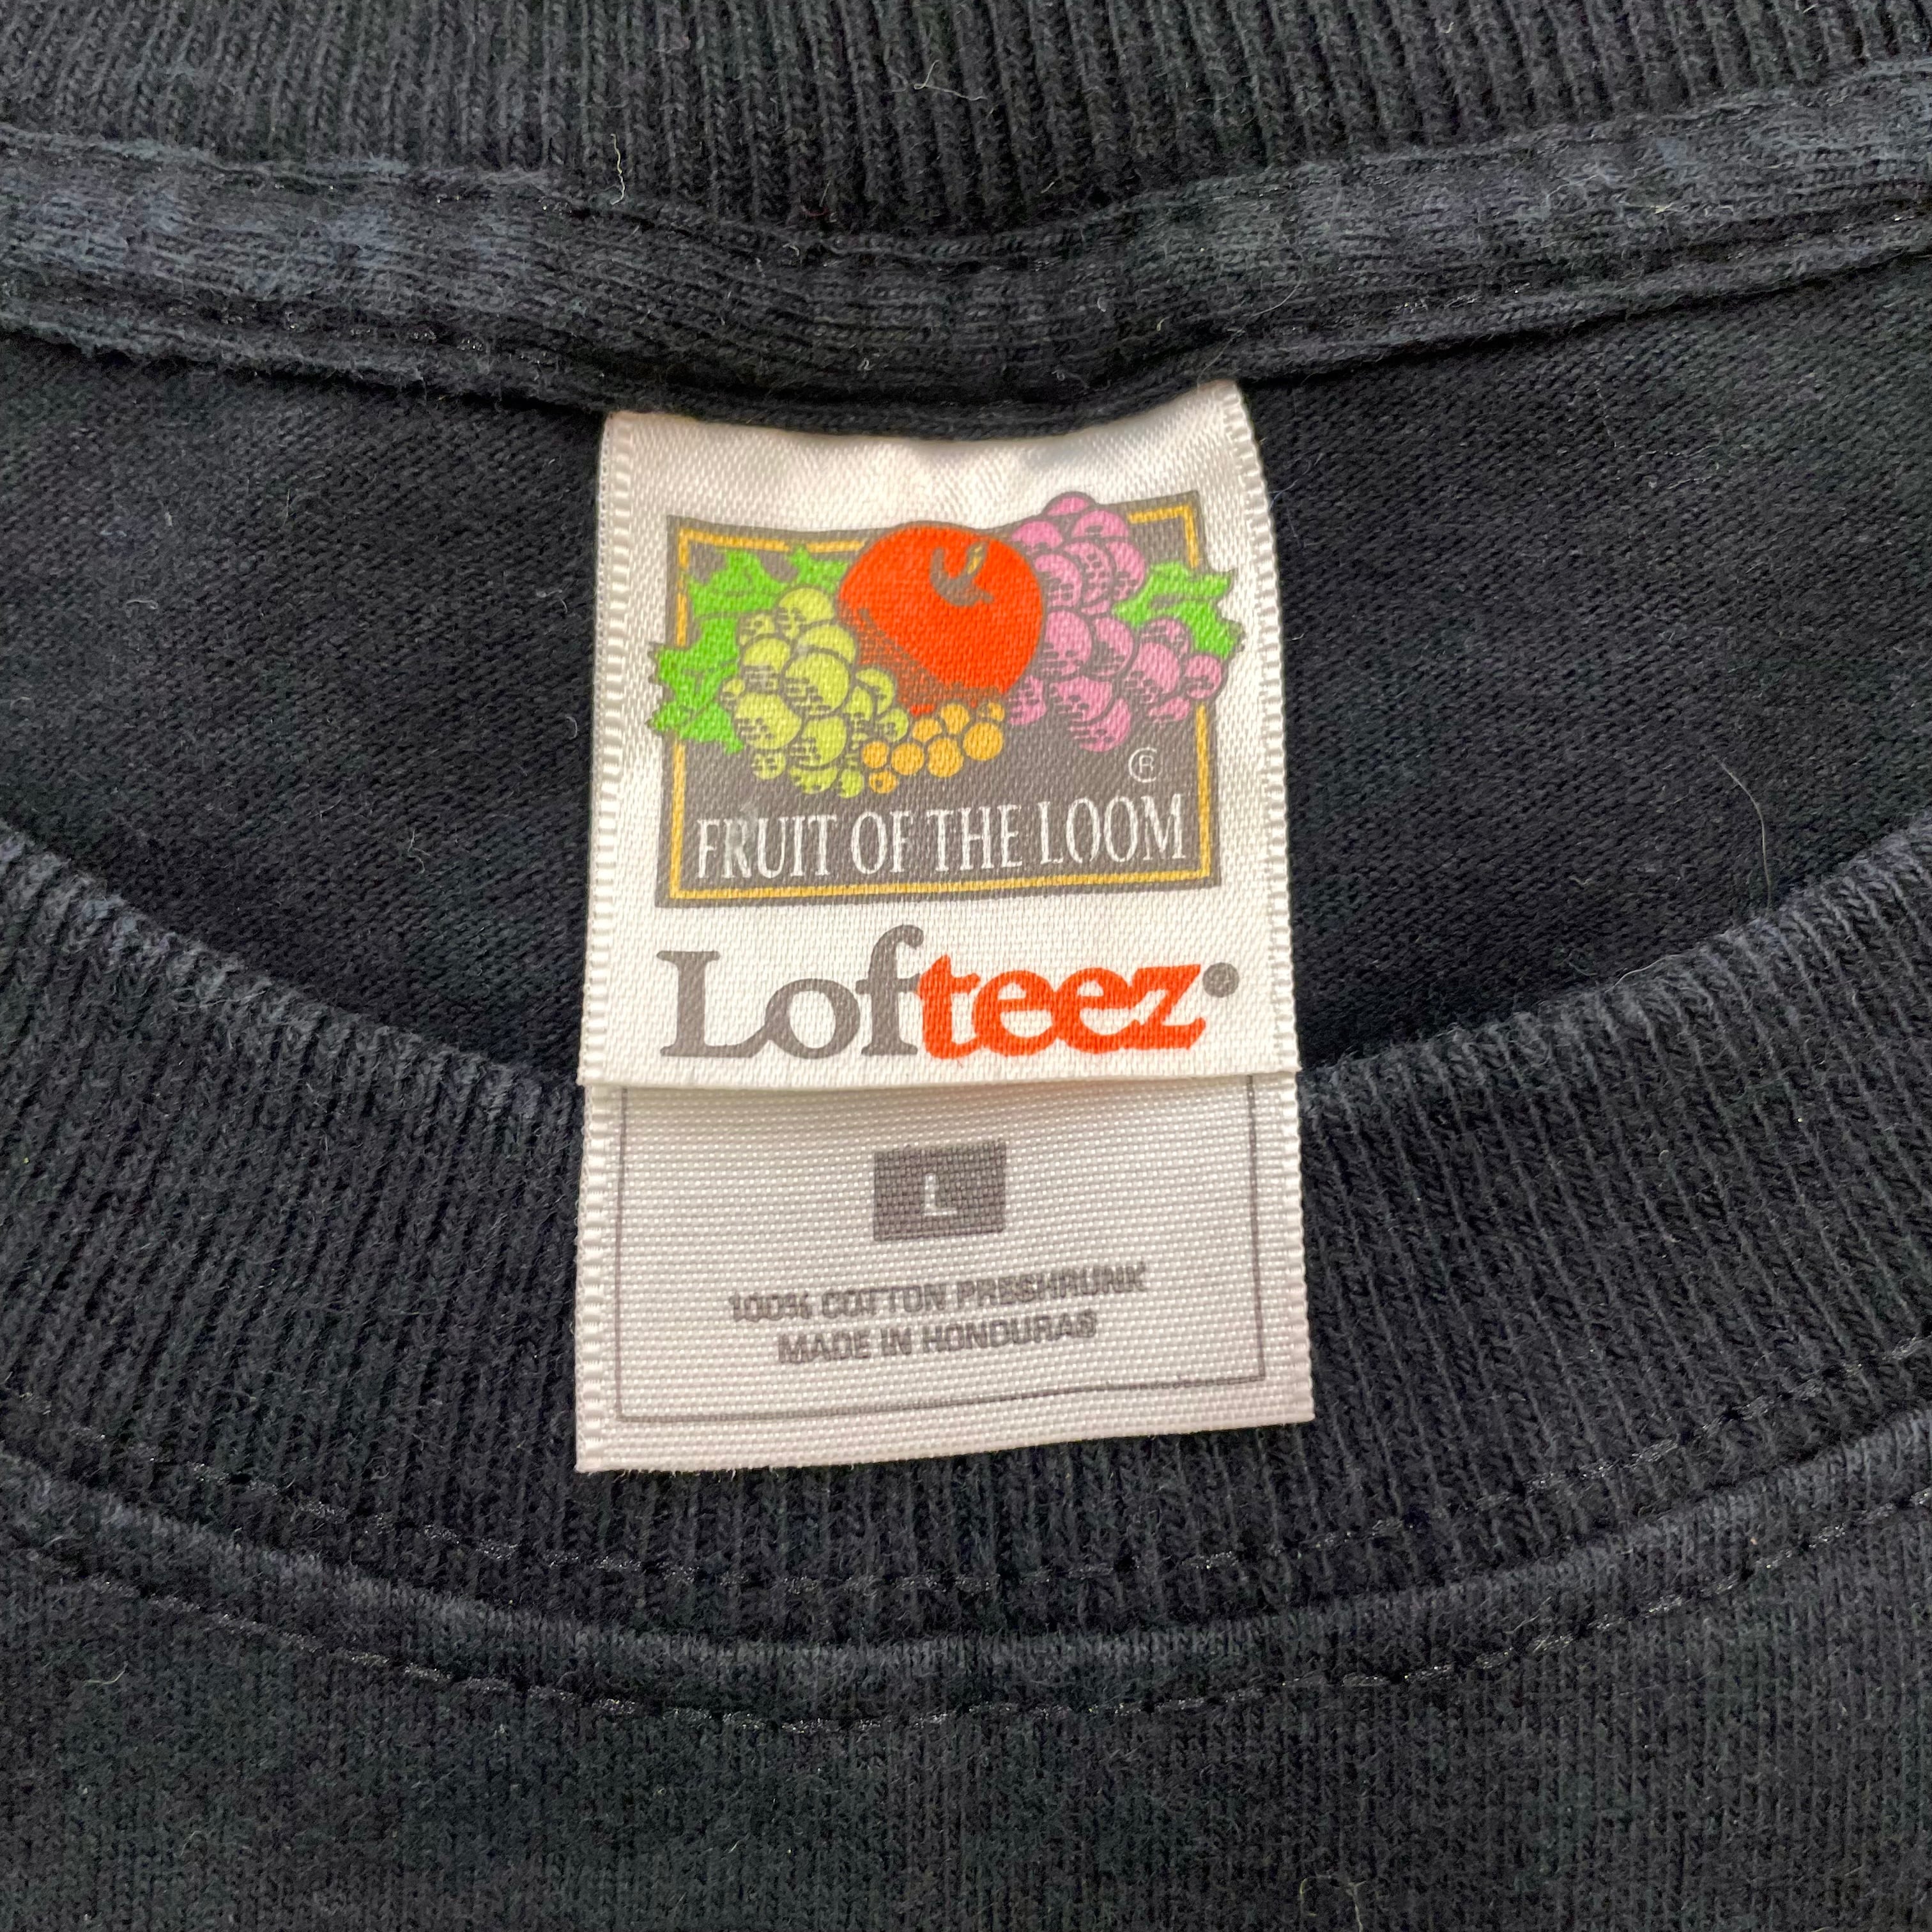 ®
FRUIT OF THE LOOM
Lofteez®
L
100% COTTON PRESHRUNK
MADE IN HONDURAS